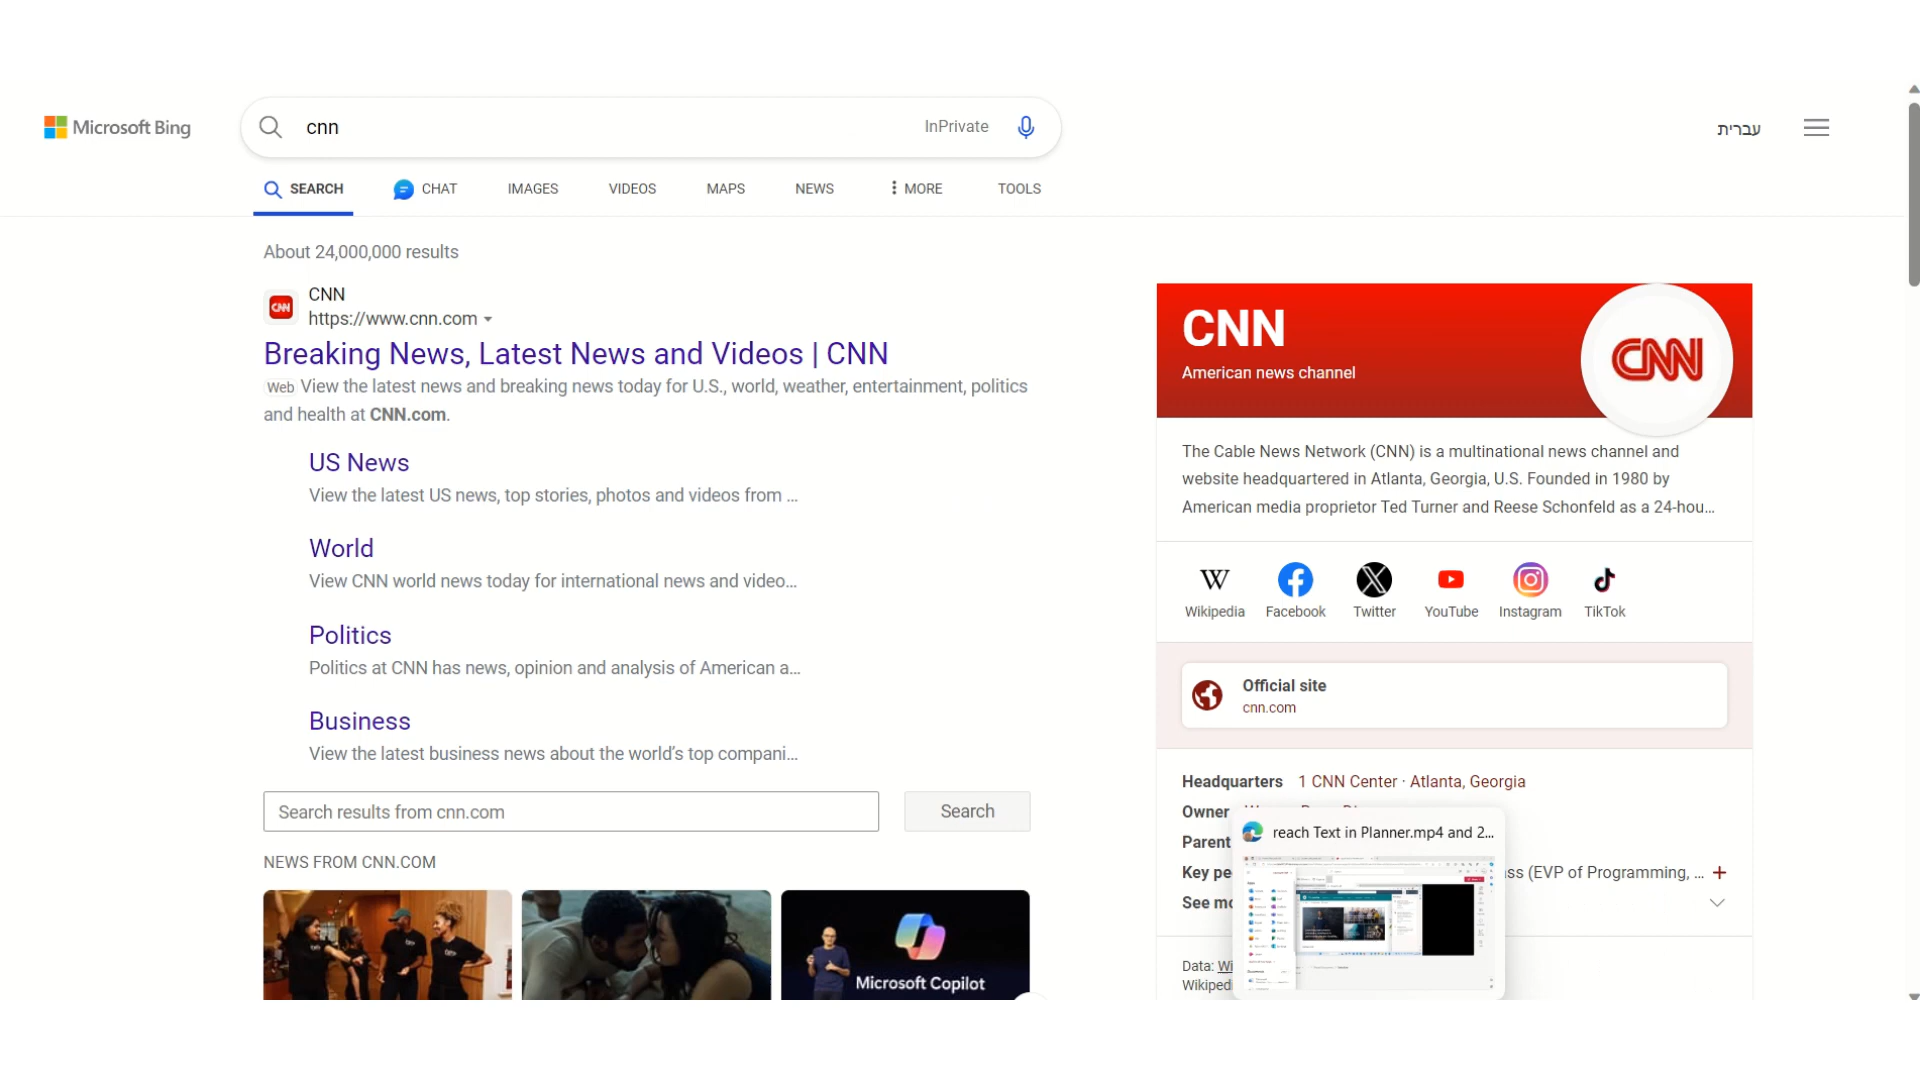 Microsoft Bing
cnn
InPrivate
עברית
SEARCH
CHAT
IMAGES
VIDEOS
MAPS
NEWS
MORE
TOOLS
About 24,000,000 results
CNN
https://www.cnn.com
Breaking News, Latest News and Videos | CNN
Web View the latest news and breaking news today for U.S., world, weather, entertainment, politics
and health at CNN.com.
US News
View the latest US news, top stories, photos and videos from ...
World
View CNN world news today for international news and video...
Politics
Politics at CNN has news, opinion and analysis of American a...
Business
View the latest business news about the world's top compani...
Search results from cnn.com
Search
NEWS FROM CNN.COM
Microsoft Copilot
CNN
American news channel
CNN
The Cable News Network (CNN) is a multinational news channel and
website headquartered in Atlanta, Georgia, U.S. Founded in 1980 by
American media proprietor Ted Turner and Reese Schonfeld as a 24-hou...
Wikipedia
Facebook
Twitter
YouTube
Instagram
TikTok
Official site
cnn.com
Headquarters 1 CNN Center · Atlanta, Georgia
Owner
reach Text in Planner.mp4 and 2...
Parent
Key pe
ss (EVP of Programming, ...
See mo
Data: Wi
Wikiped